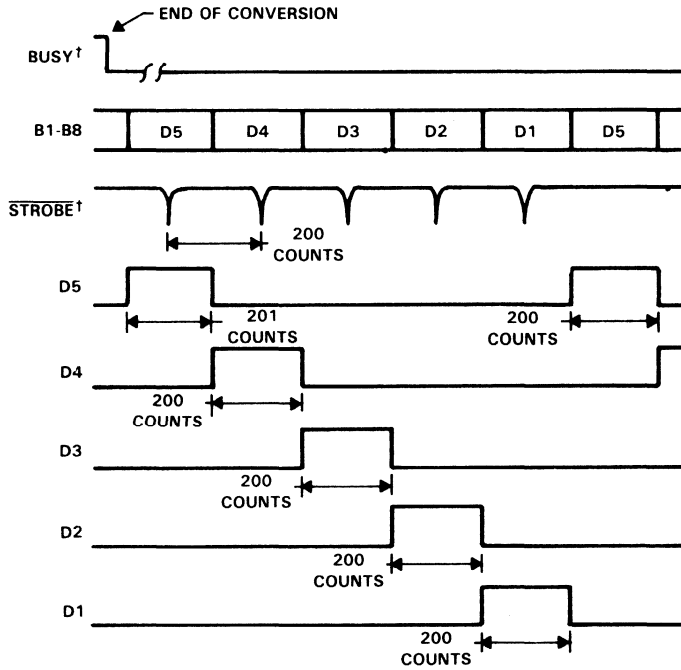 END OF CONVERSION
BUSY†
B1-B8
D5 D4 D3 D2 D1 D5
STROBE†
200
COUNTS
D5
201
COUNTS
200
COUNTS
D4
200
COUNTS
D3
200
COUNTS
D2
200
COUNTS
D1
200
COUNTS